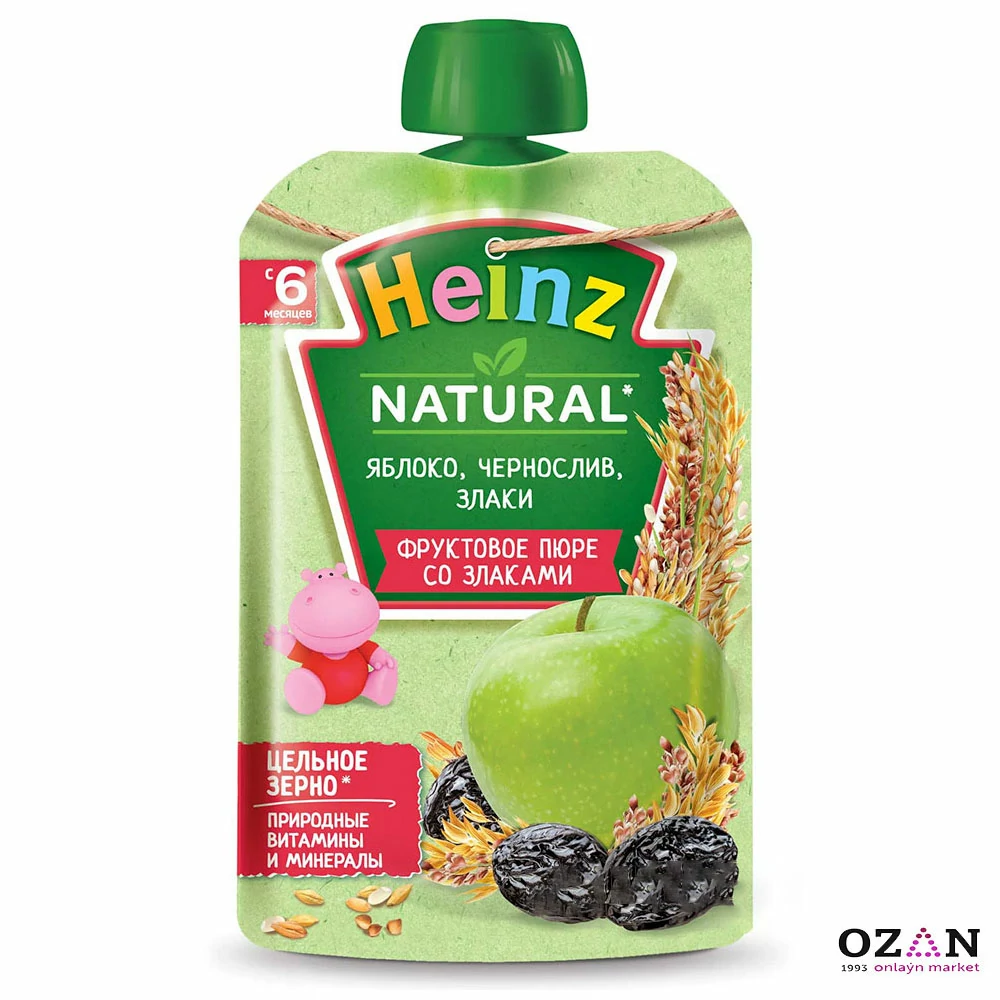 с 6
месяцев
Heinz
NATURAL*
ЯБЛОКО, ЧЕРНОСЛИВ,
ЗЛАКИ
ФРУКТОВОЕ ПЮРЕ
СО ЗЛАКАМИ
ЦЕЛЬНОЕ
ЗЕРНО*
ПРИРОДНЫЕ
ВИТАМИНЫ
И МИНЕРАЛЫ
OZAN
1993 onlaýn market